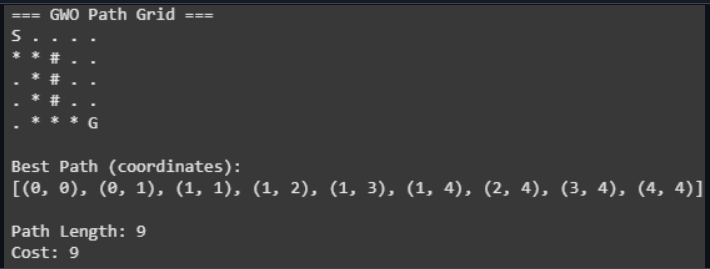 === GWO Path Grid ===
S . . . .
* * # . .
. * # . .
. * # . .
. * * * G
Best Path (coordinates):
[(0, 0), (0, 1), (1, 1), (1, 2), (1, 3), (1, 4), (2, 4), (3, 4), (4, 4)]
Path Length: 9
Cost: 9